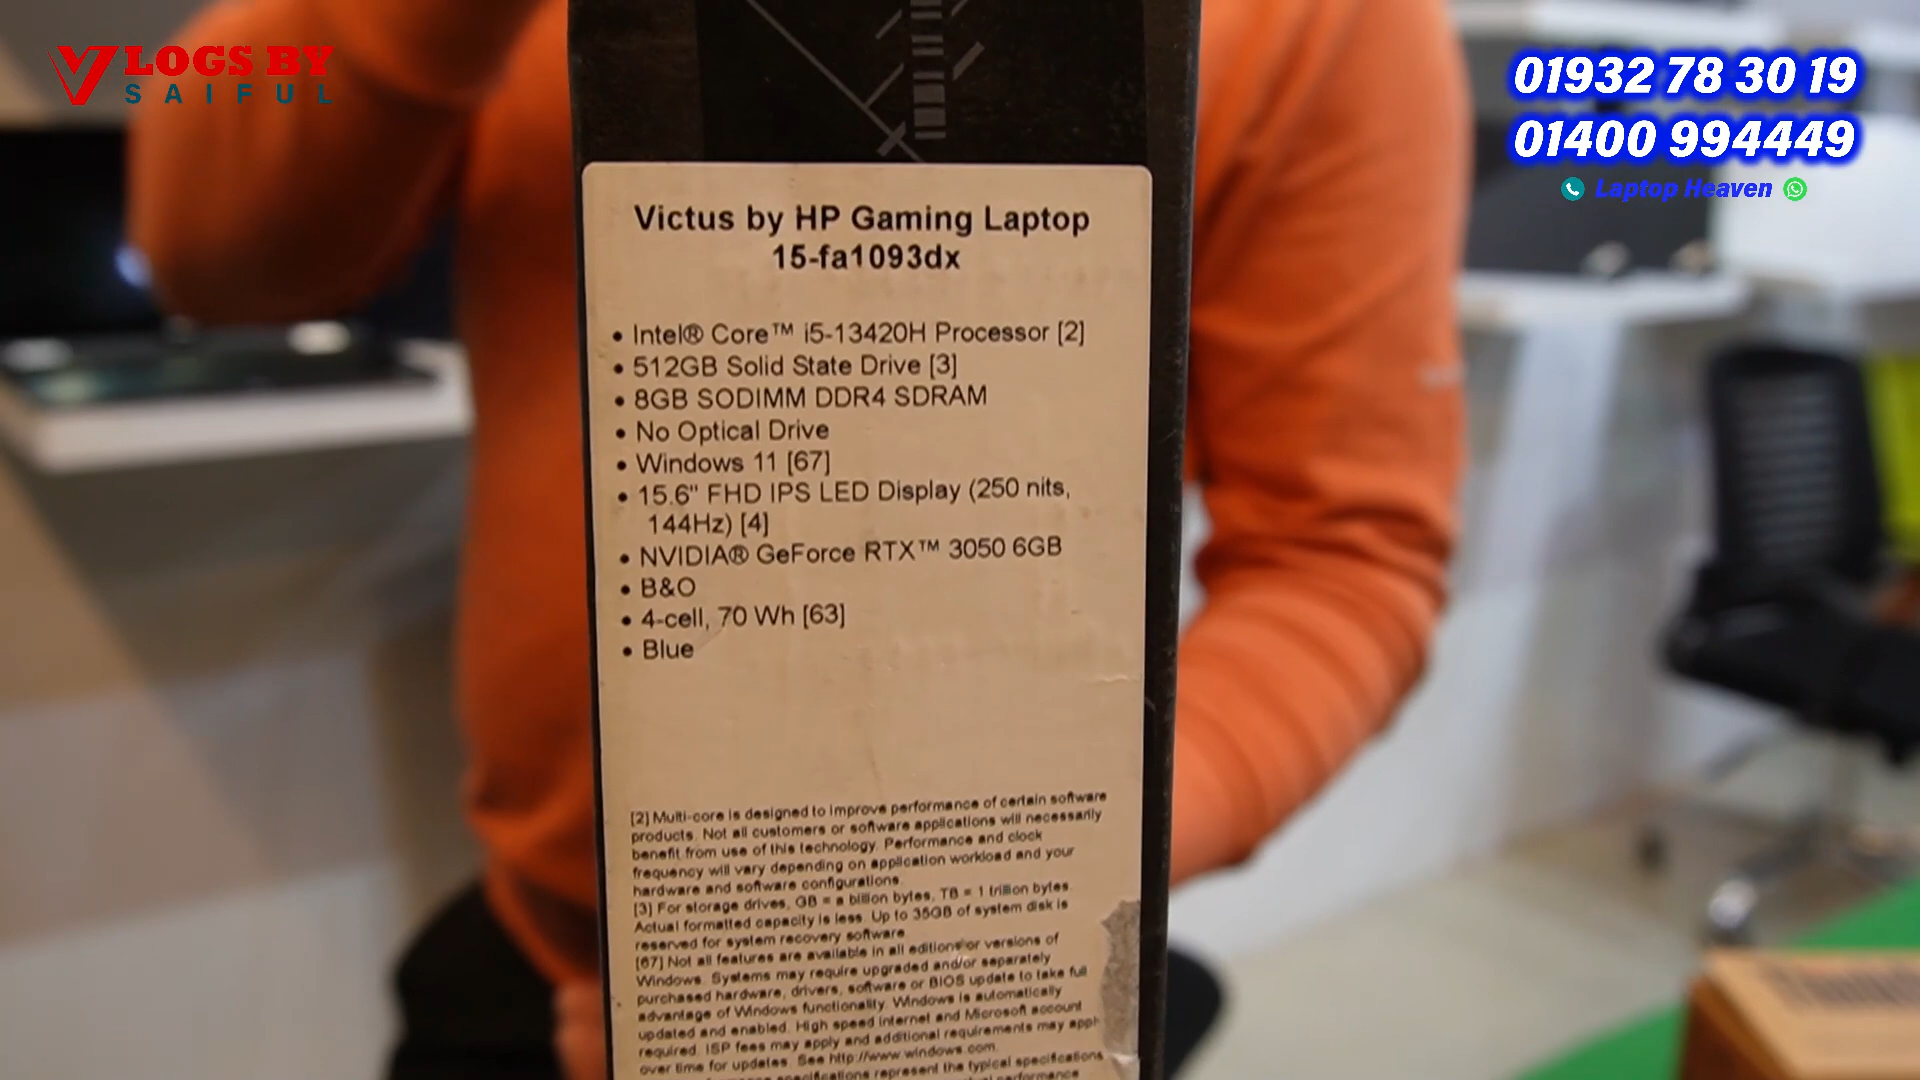 VLOGS BY
SAIFUL
01932 78 30 19
01400 994449
Laptop Heaven
Victus by HP Gaming Laptop
15-fa1093dx
• Intel® Core™ i5-13420H Processor [2]
• 512GB Solid State Drive [3]
• 8GB SODIMM DDR4 SDRAM
• No Optical Drive
• Windows 11 [67]
• 15.6" FHD IPS LED Display (250 nits,
144Hz) [4]
• NVIDIA® GeForce RTX™ 3050 6GB
• B&O
• 4-cell, 70 Wh [63]
• Blue
[2] Multi-core is designed to improve performance of certain software
products. Not all customers or software applications will necessarily
benefit from use of this technology. Performance and clock
frequency will vary depending on application workload and your
hardware and software configurations.
[3] For storage drives, GB = a billion bytes, TB = 1 trillion bytes.
Actual formatted capacity is less. Up to 35GB of system disk is
reserved for system recovery software.
[67] Not all features are available in all editions or versions of
Windows. Systems may require upgraded and/or separately
purchased hardware, drivers, software or BIOS update to take full
advantage of Windows functionality. Windows is automatically
updated and enabled. High speed internet and Microsoft account
required. ISP fees may apply and additional requirements may appl
over time for updates. See http://www.windows.com.
specifications represent the typical specifications
performance